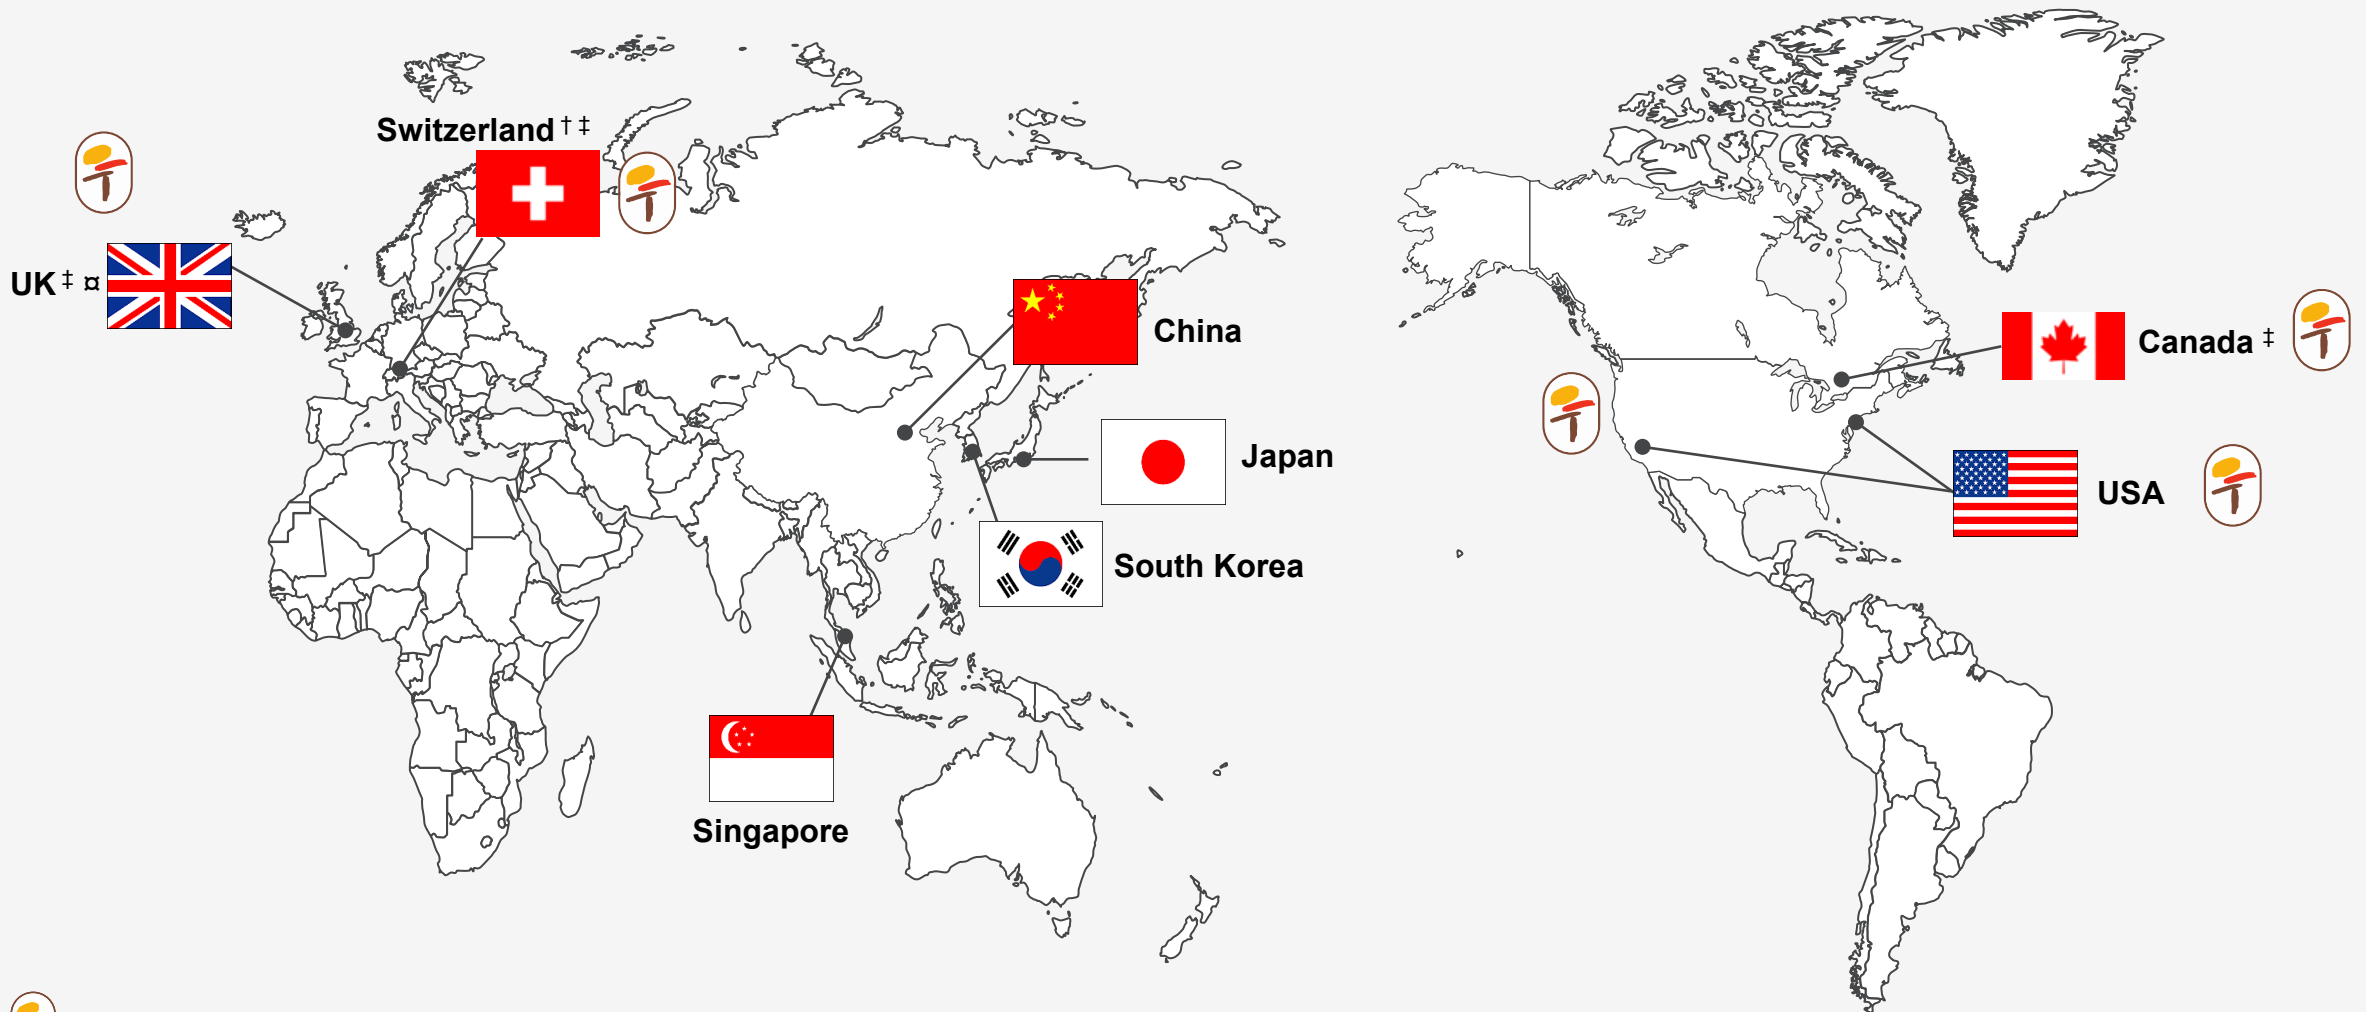 Switzerland † ‡
UK ‡ ¤
China
Canada ‡
Japan
USA
South Korea
Singapore